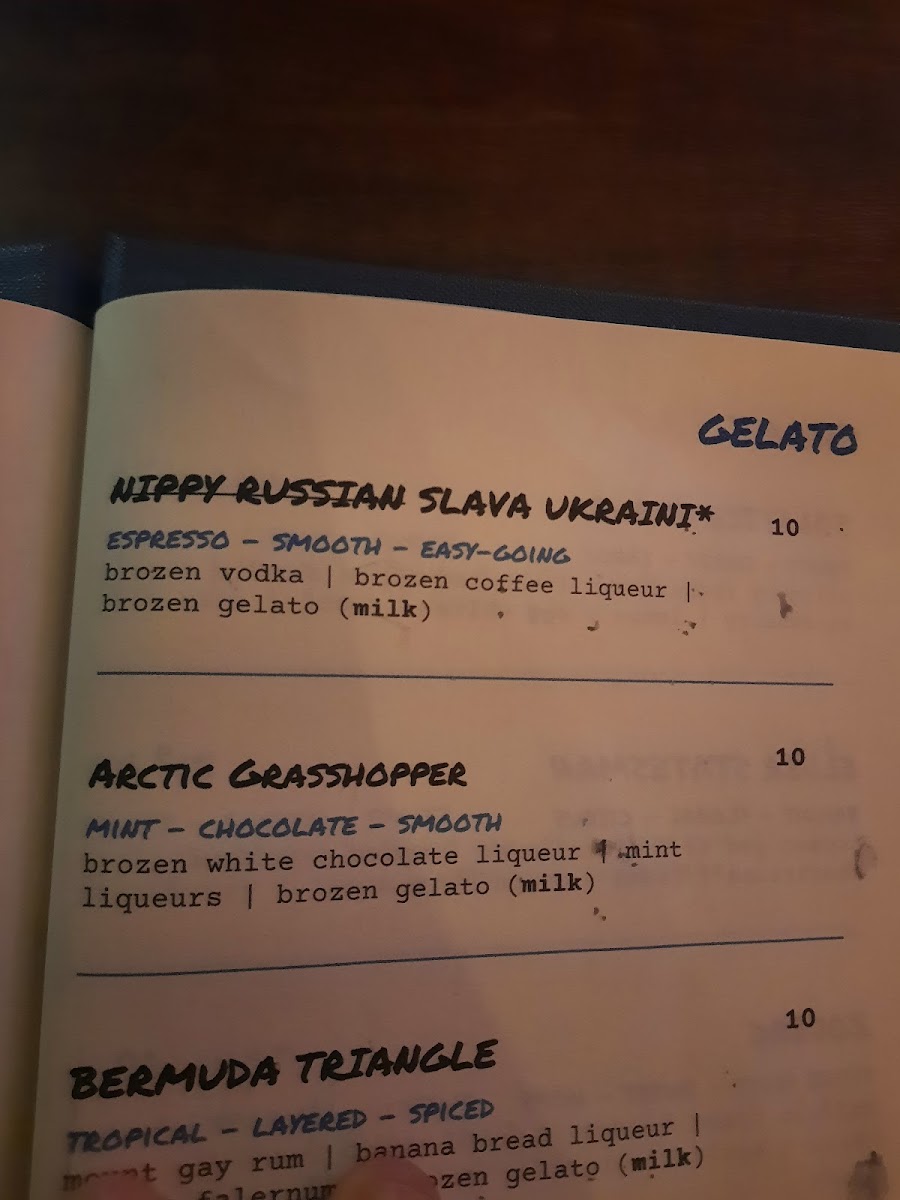 GELATO
NIPPY RUSSIAN SLAVA UKRAINI*
10
ESPRESSO - SMOOTH - EASY-GOING
brozen vodka | brozen coffee liqueur |
brozen gelato (milk)
ARCTIC GRASSHOPPER
10
MINT - CHOCOLATE - SMOOTH
brozen white chocolate liqueur | mint
liqueurs | brozen gelato (milk)
BERMUDA TRIANGLE
10
TROPICAL - LAYERED - SPICED
mount gay rum | banana bread liqueur |
falernum gelato (milk)